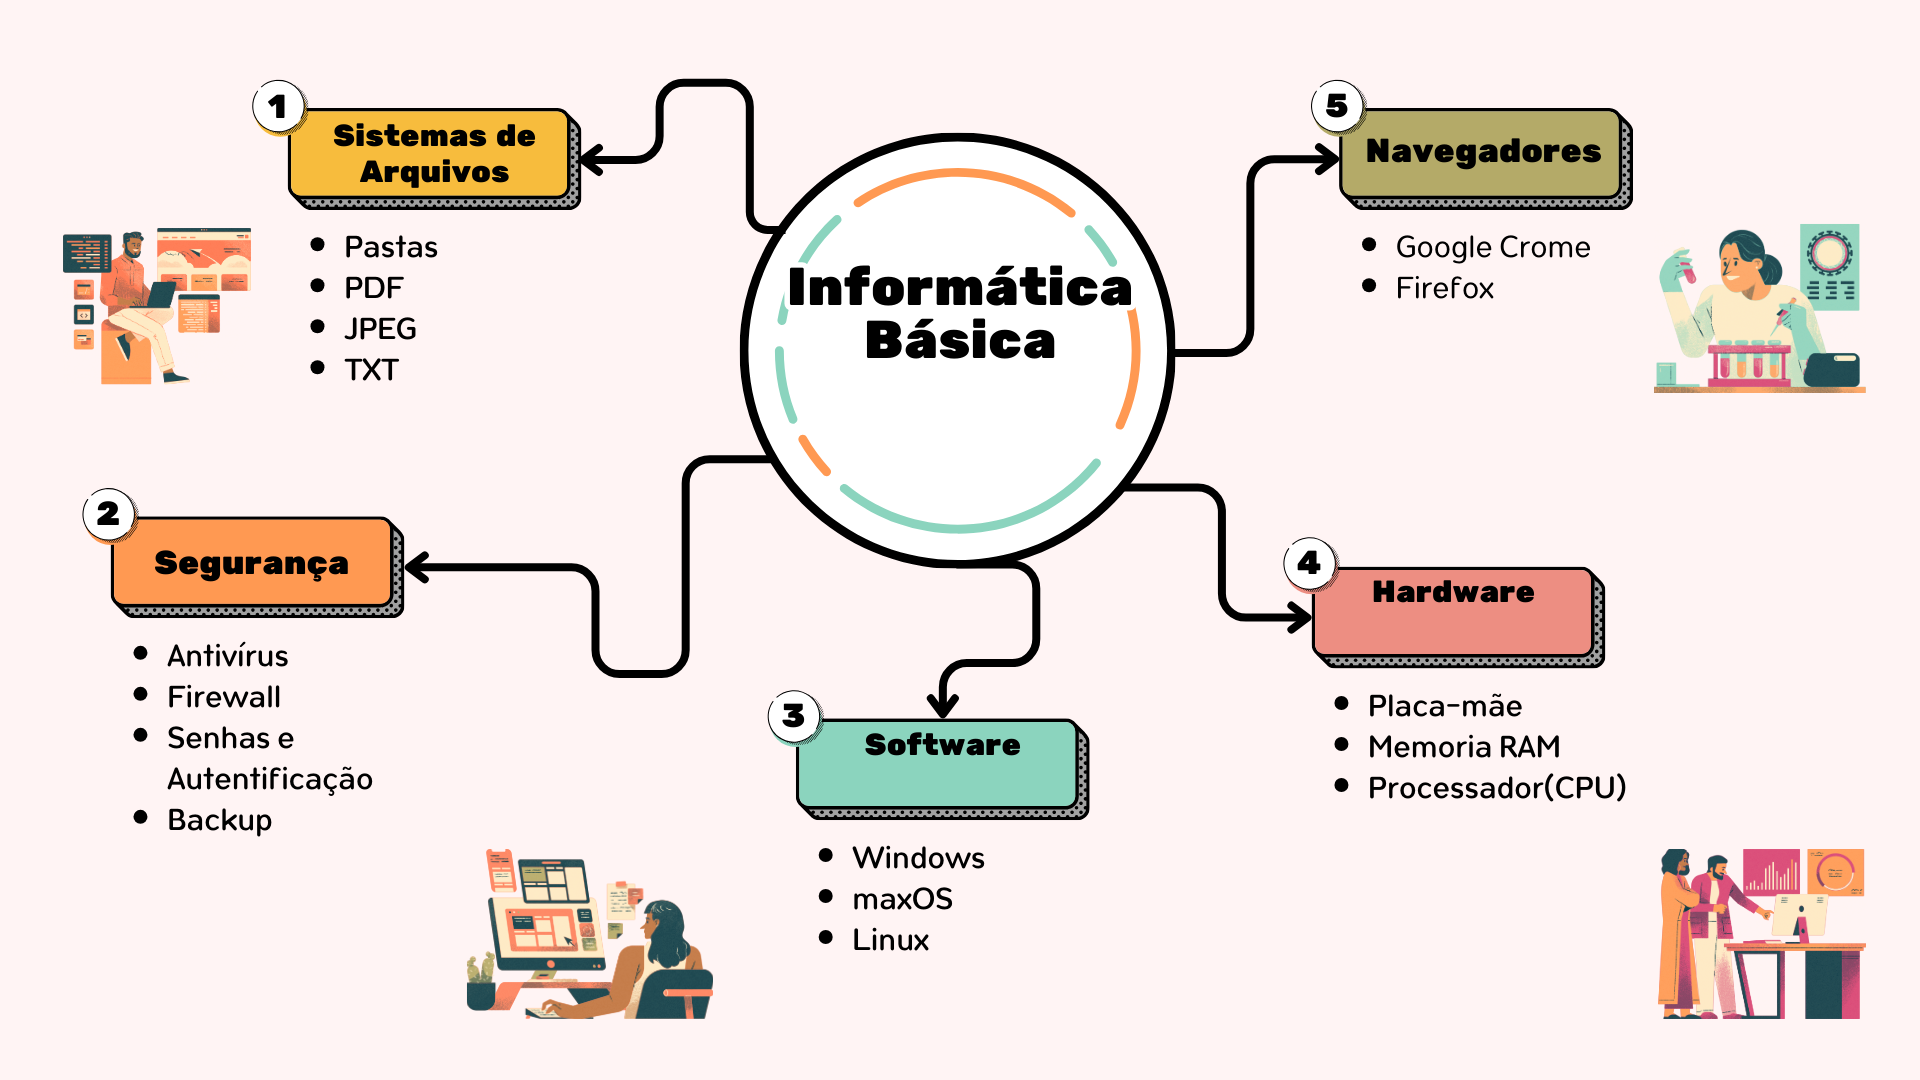 Informática
Básica
1
Sistemas de
Arquivos
Pastas
PDF
JPEG
TXT
2
Segurança
Antivírus
Firewall
Senhas e
Autentificação
Backup
3
Software
Windows
maxOS
Linux
4
Hardware
Placa-mãe
Memoria RAM
Processador(CPU)
5
Navegadores
Google Crome
Firefox